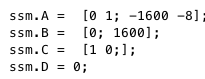 ssm.A = [0 1; -1600 -8];
ssm.B = [0; 1600];
ssm.C = [1 0;];
ssm.D = 0;